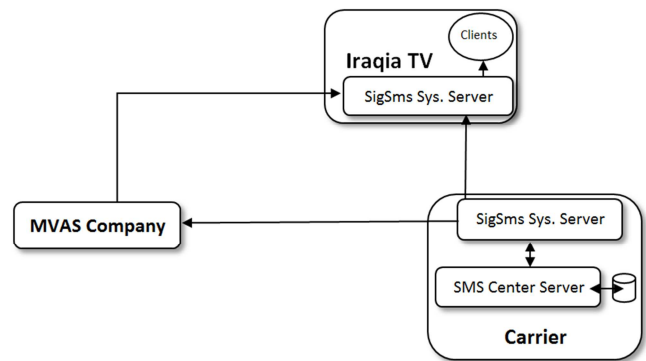 Clients
Iraqia TV
SigSms Sys. Server
MVAS Company
SigSms Sys. Server
SMS Center Server
Carrier